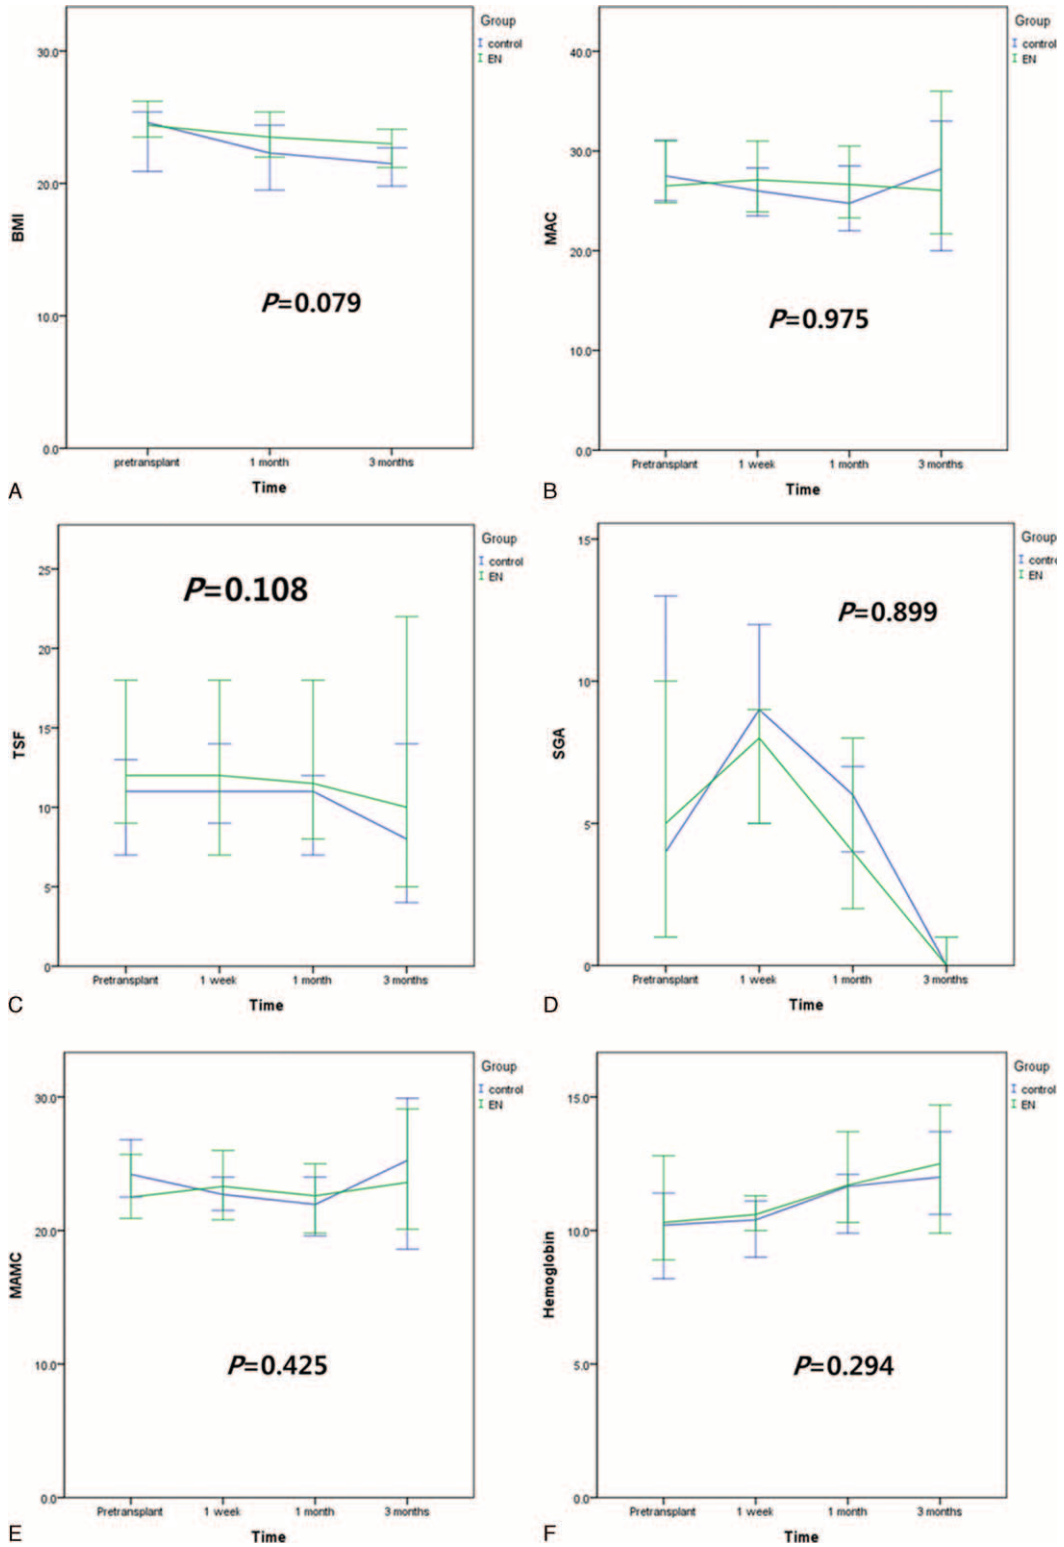 Group
control
EN
30.0
20.0
10.0
0.0
BMI
P=0.079
pretransplant 1 month 3 months
Time
A
Group
contro
EN
40.0
30.0
20.0
10.0
0.0
MAC
P=0.975
Pretransplant 1 week 1 month 3 months
Time
B
Group
control
EN
25
20
15
10
5
0
TSF
P=0.108
Pretransplant 1 week 1 month 3 months
Time
C
Group
contro
EN
15
10
5
0
SGA
P=0.899
Pretransplant 1 week 1 month 3 months
Time
D
Group
control
EN
30.0
20.0
10.0
0.0
MAMC
P=0.425
Pretransplant 1 week 1 month 3 months
Time
E
Group
control
EN
15.0
10.0
5.0
0.0
Hemoglobin
P=0.294
Pretransplant 1 week 1 month 3 months
Time
F